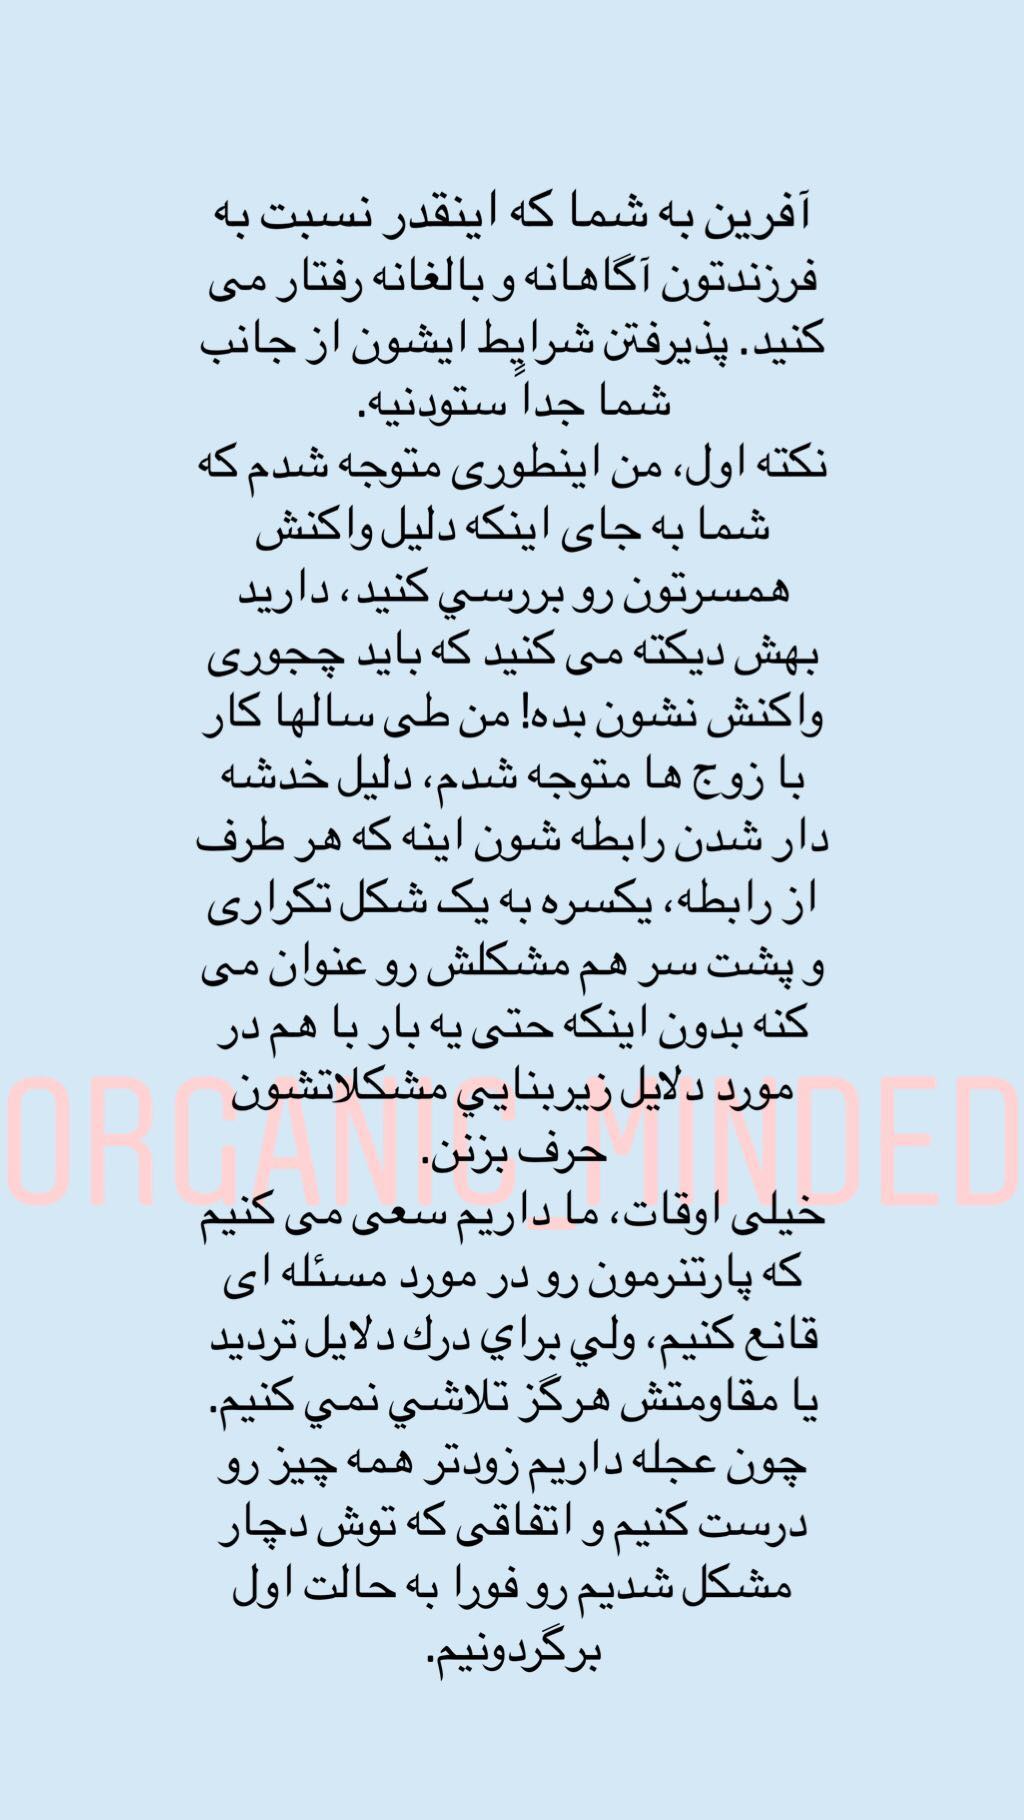 آفرین به شما که اینقدر نسبت به
فرزندتون آگاهانه و بالغانه رفتار می
کنید. پذیرفتن شرایط ایشون از جانب
شما جداً ستودنیه.
نکته اول، من اینطوری متوجه شدم که
شما به جای اینکه دلیل واکنش
همسرتون رو بررسي کنید، دارید
بهش دیکته می کنید که باید چجوری
واکنش نشون بده! من طی سالها کار
با زوج ها متوجه شدم، دلیل خدشه
دار شدن رابطه شون اینه که هر طرف
از رابطه، یکسره به یک شکل تکراری
و پشت سر هم مشکلش رو عنوان می
کنه بدون اینکه حتی یه بار با هم در
مورد دلایل زیربنایي مشکلاتشون
حرف بزنن.
ORGANIC_MINDED
خیلی اوقات، ما داریم سعی می کنیم
که پارتنرمون رو در مورد مسئله ای
قانع کنیم، ولي براي درك دلایل تردید
یا مقاومتش هرگز تلاشي نمي کنیم.
چون عجله داریم زودتر همه چیز رو
درست کنیم و اتفاقی که توش دچار
مشکل شدیم رو فورا به حالت اول
برگردونیم.